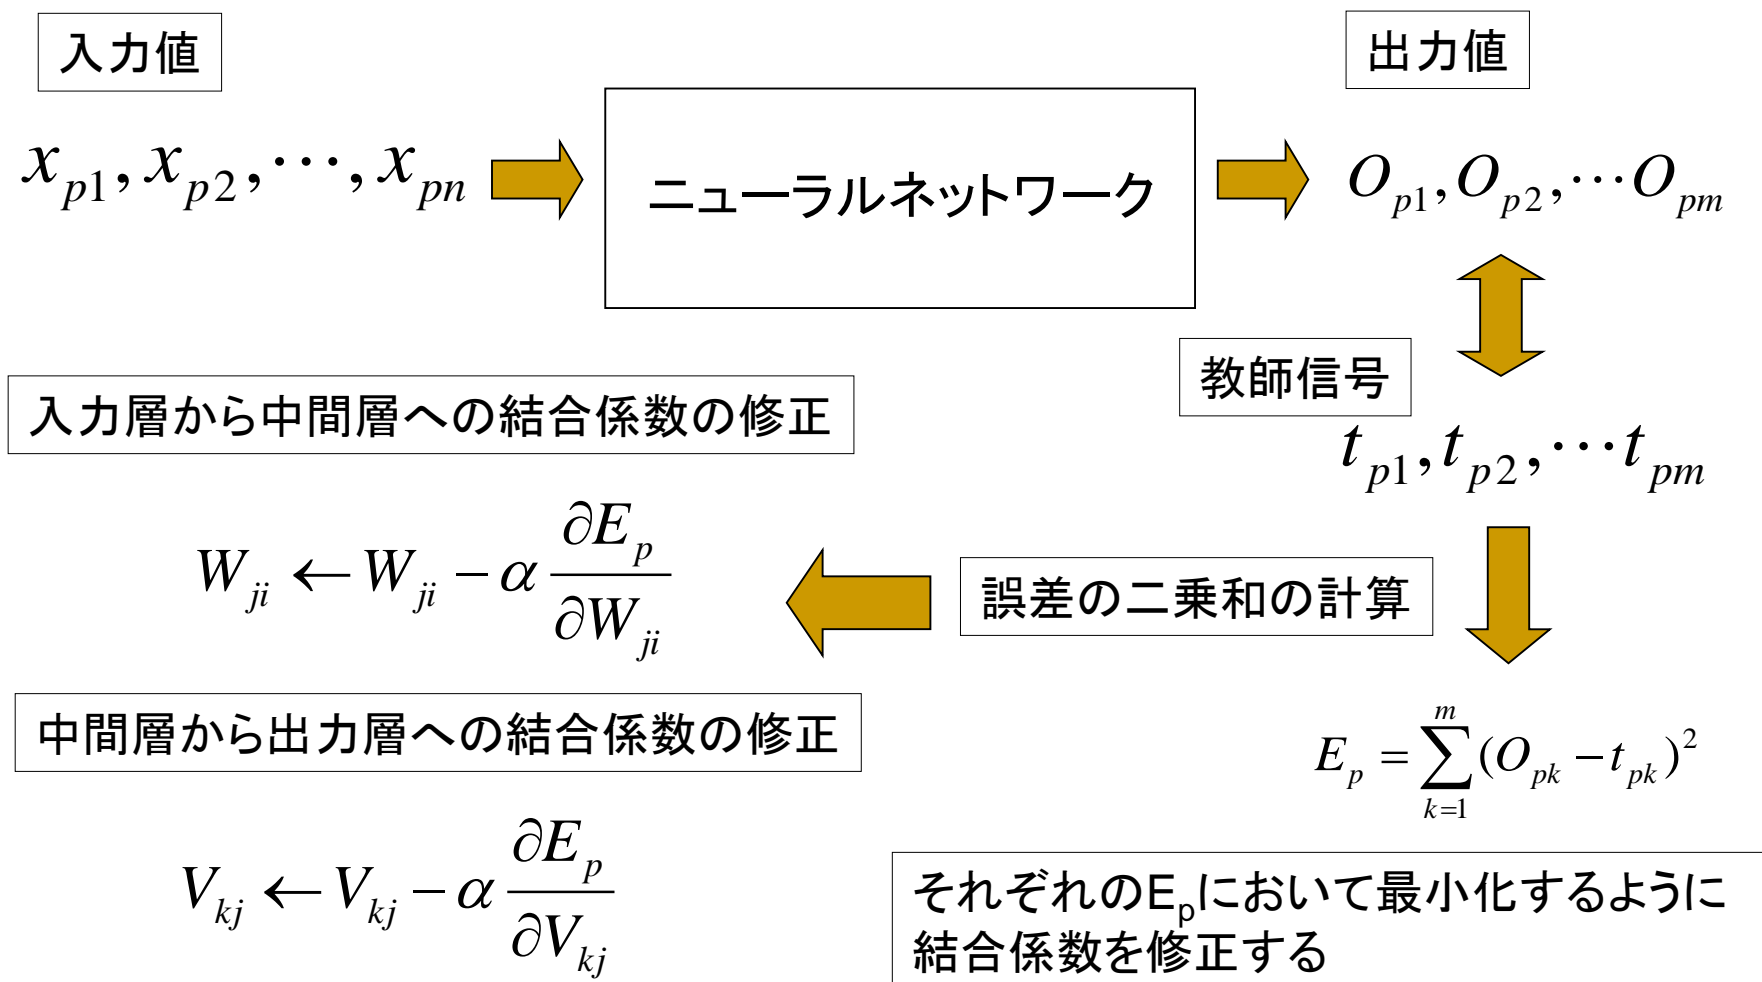 入力値
出力値
x_{p1}, x_{p2}, ⋯, x_{pn}
ニューラルネットワーク
O_{p1}, O_{p2}, ⋯O_{pm}
教師信号
t_{p1}, t_{p2}, ⋯t_{pm}
入力層から中間層への結合係数の修正
W_{ji} ← W_{ji} − α ∂E_p/∂W_{ji}
誤差の二乗和の計算
中間層から出力層への結合係数の修正
E_p = ∑_{k=1}^{m} (O_{pk} − t_{pk})^2
V_{kj} ← V_{kj} − α ∂E_p/∂V_{kj}
それぞれのE_pにおいて最小化するように
結合係数を修正する